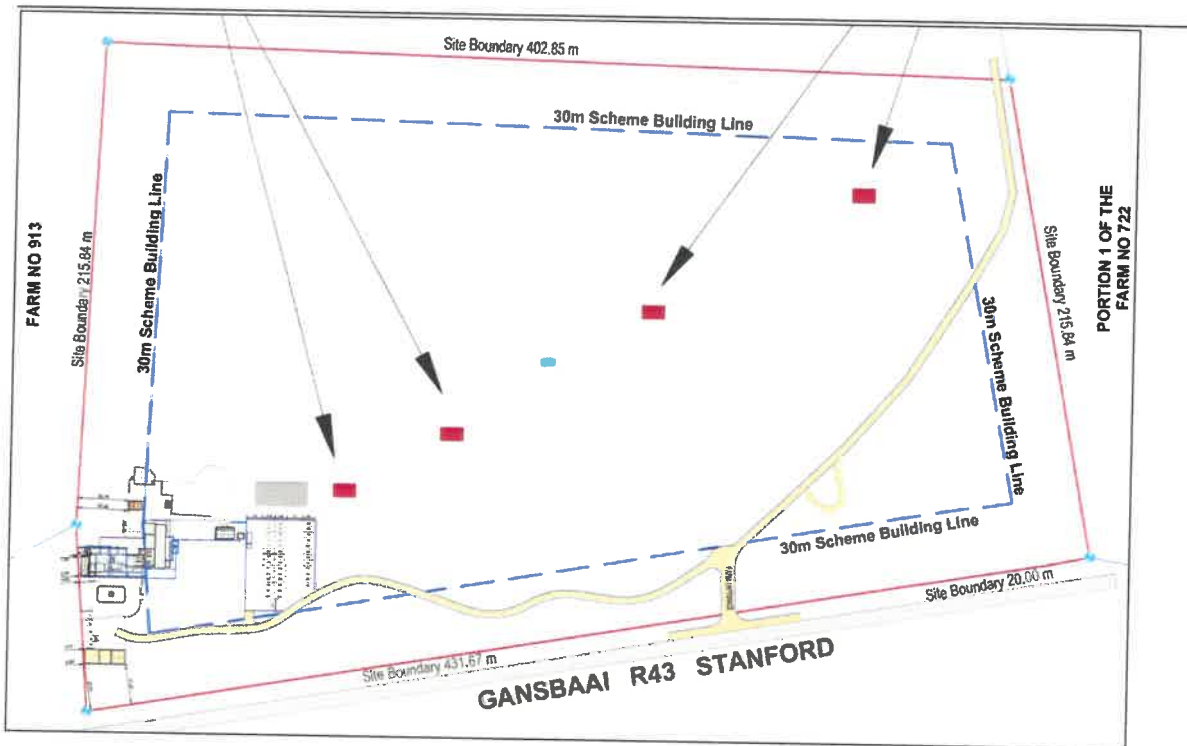 Site Boundary 402.85 m
30m Scheme Building Line
30m Scheme Building Line
FARM NO 913
Site Boundary 215.84 m
Site Boundary 215.84 m
PORTION 1 OF THE
FARM NO 722
30m Scheme Building Line
30m Scheme Building Line
Site Boundary 20.00 m
Site Boundary 431.67 m
GANSBAAI R43 STANFORD